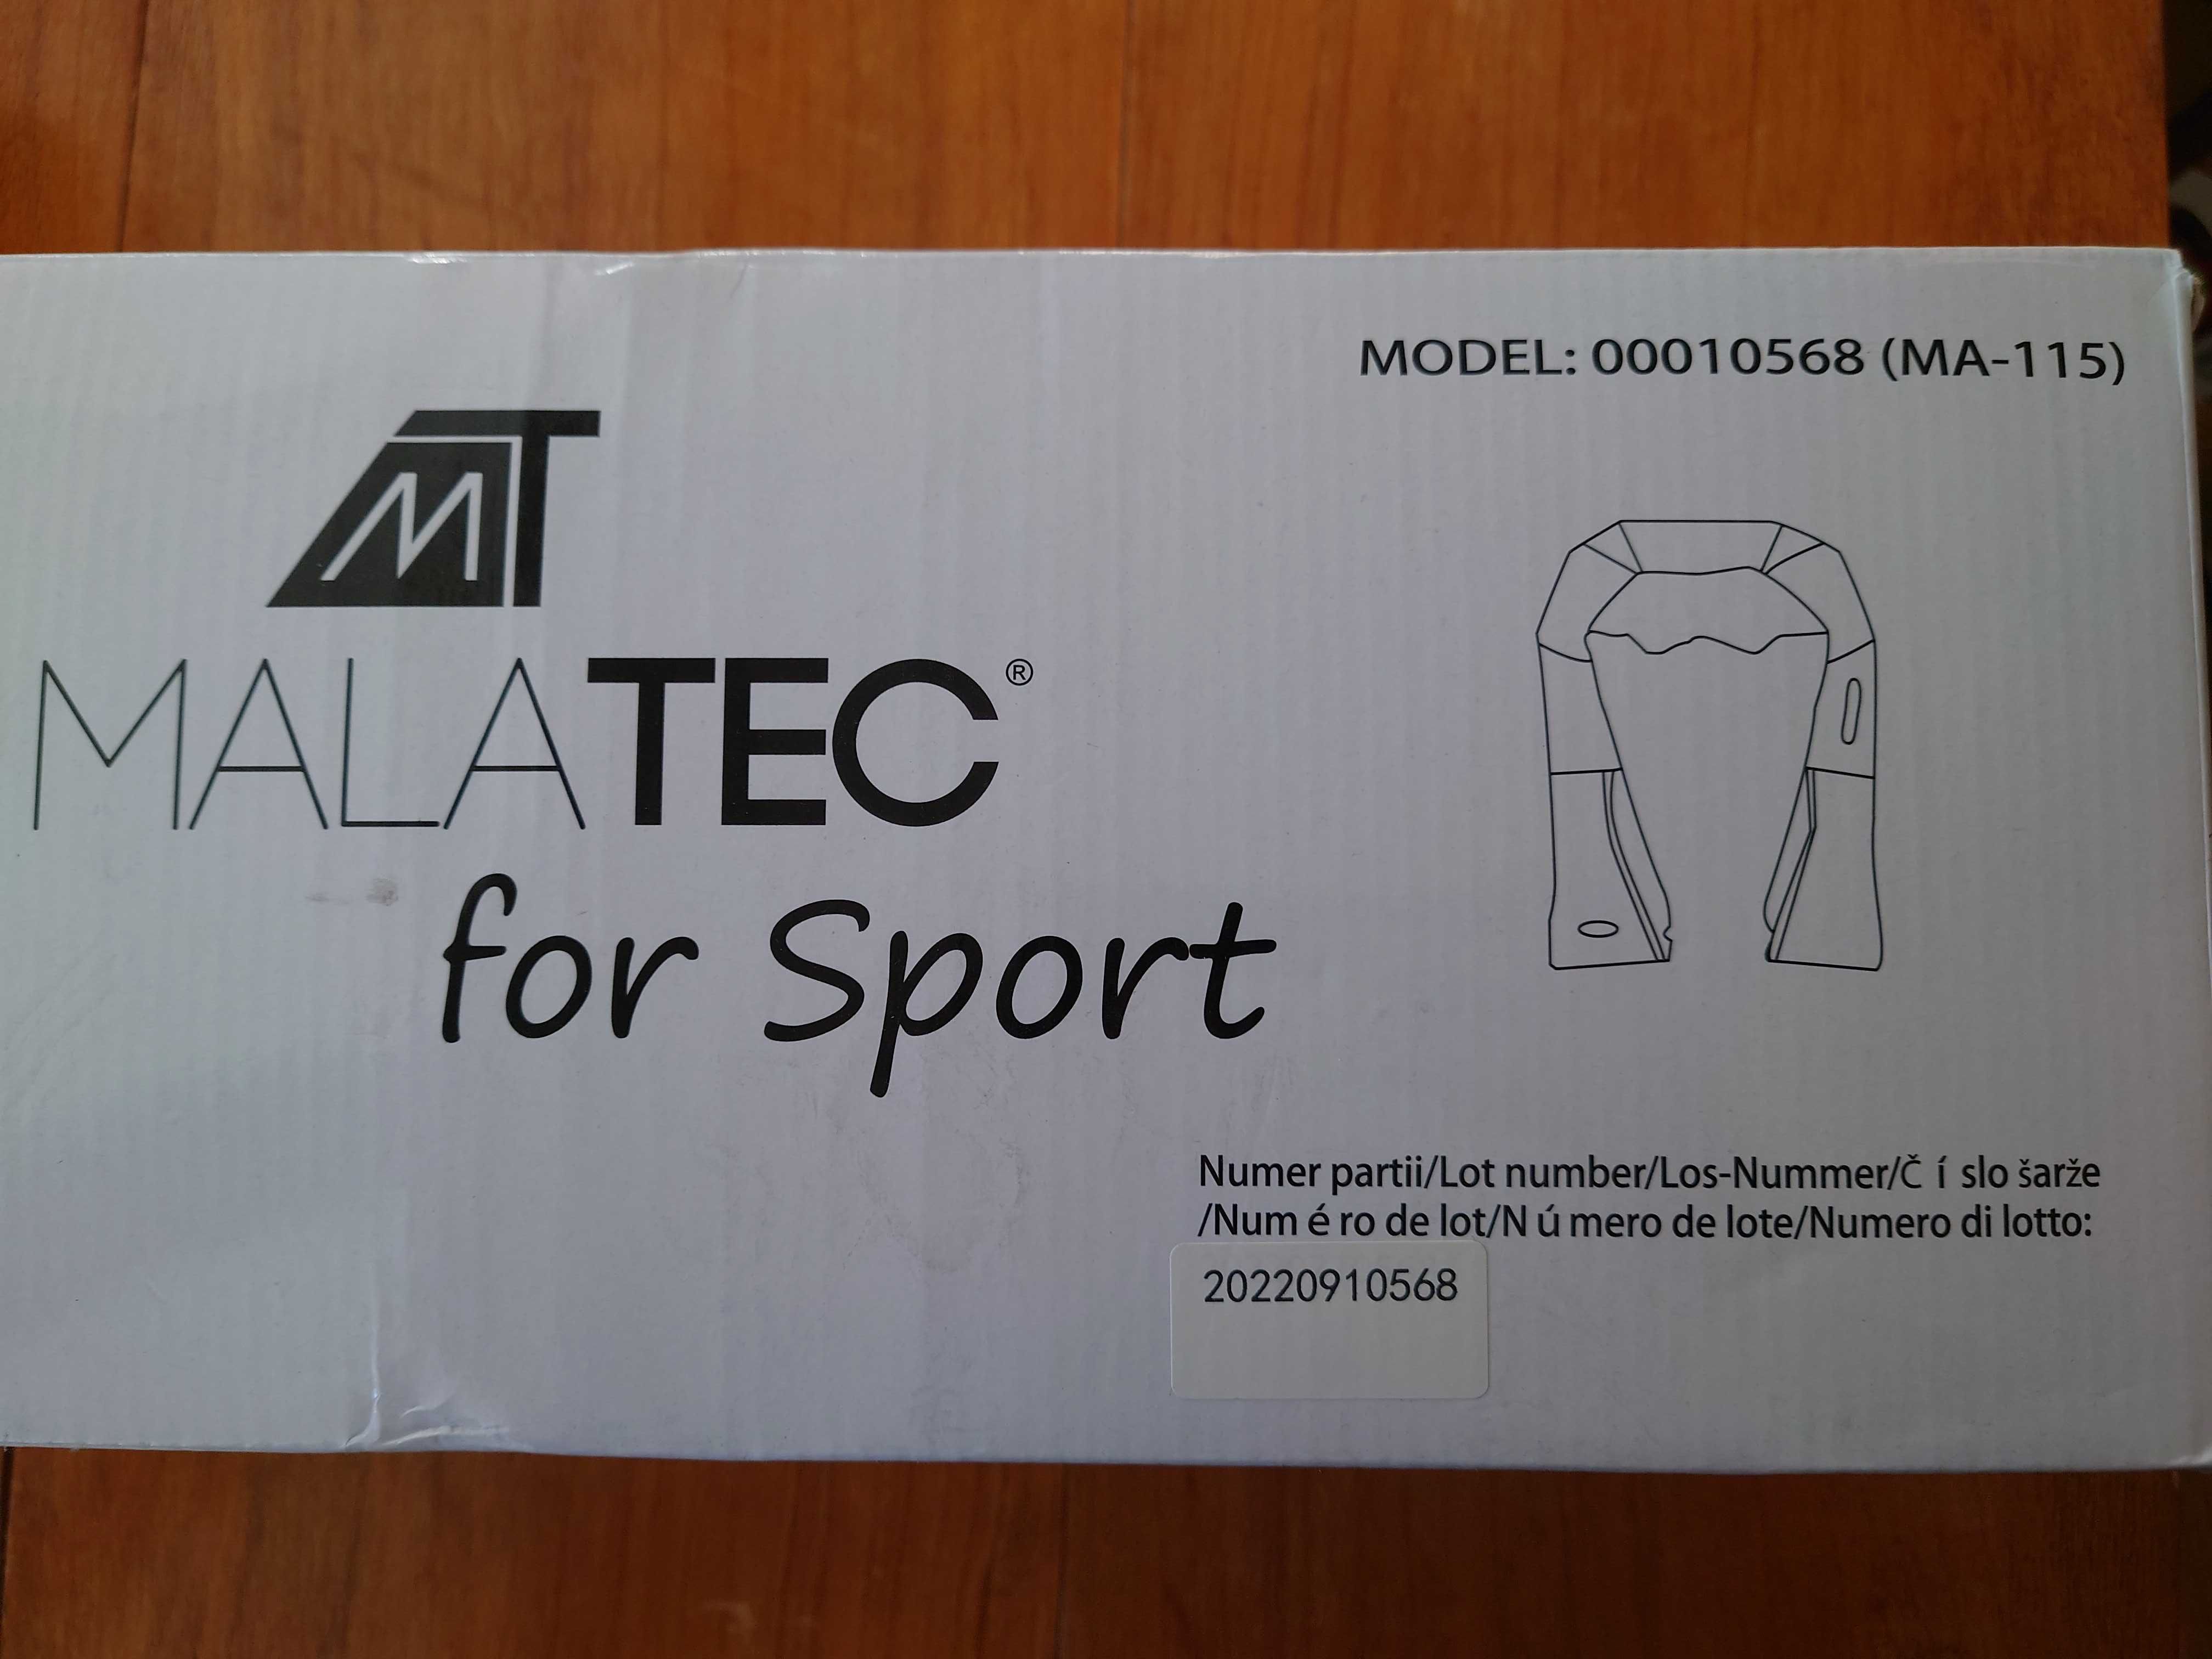 MODEL: 00010568 (MA-115)
MT
MALATEC®
for Sport
Numer partii/Lot number/Los-Nummer/Č í slo šarže
/Num é ro de lot/N ú mero de lote/Numero di lotto:
20220910568